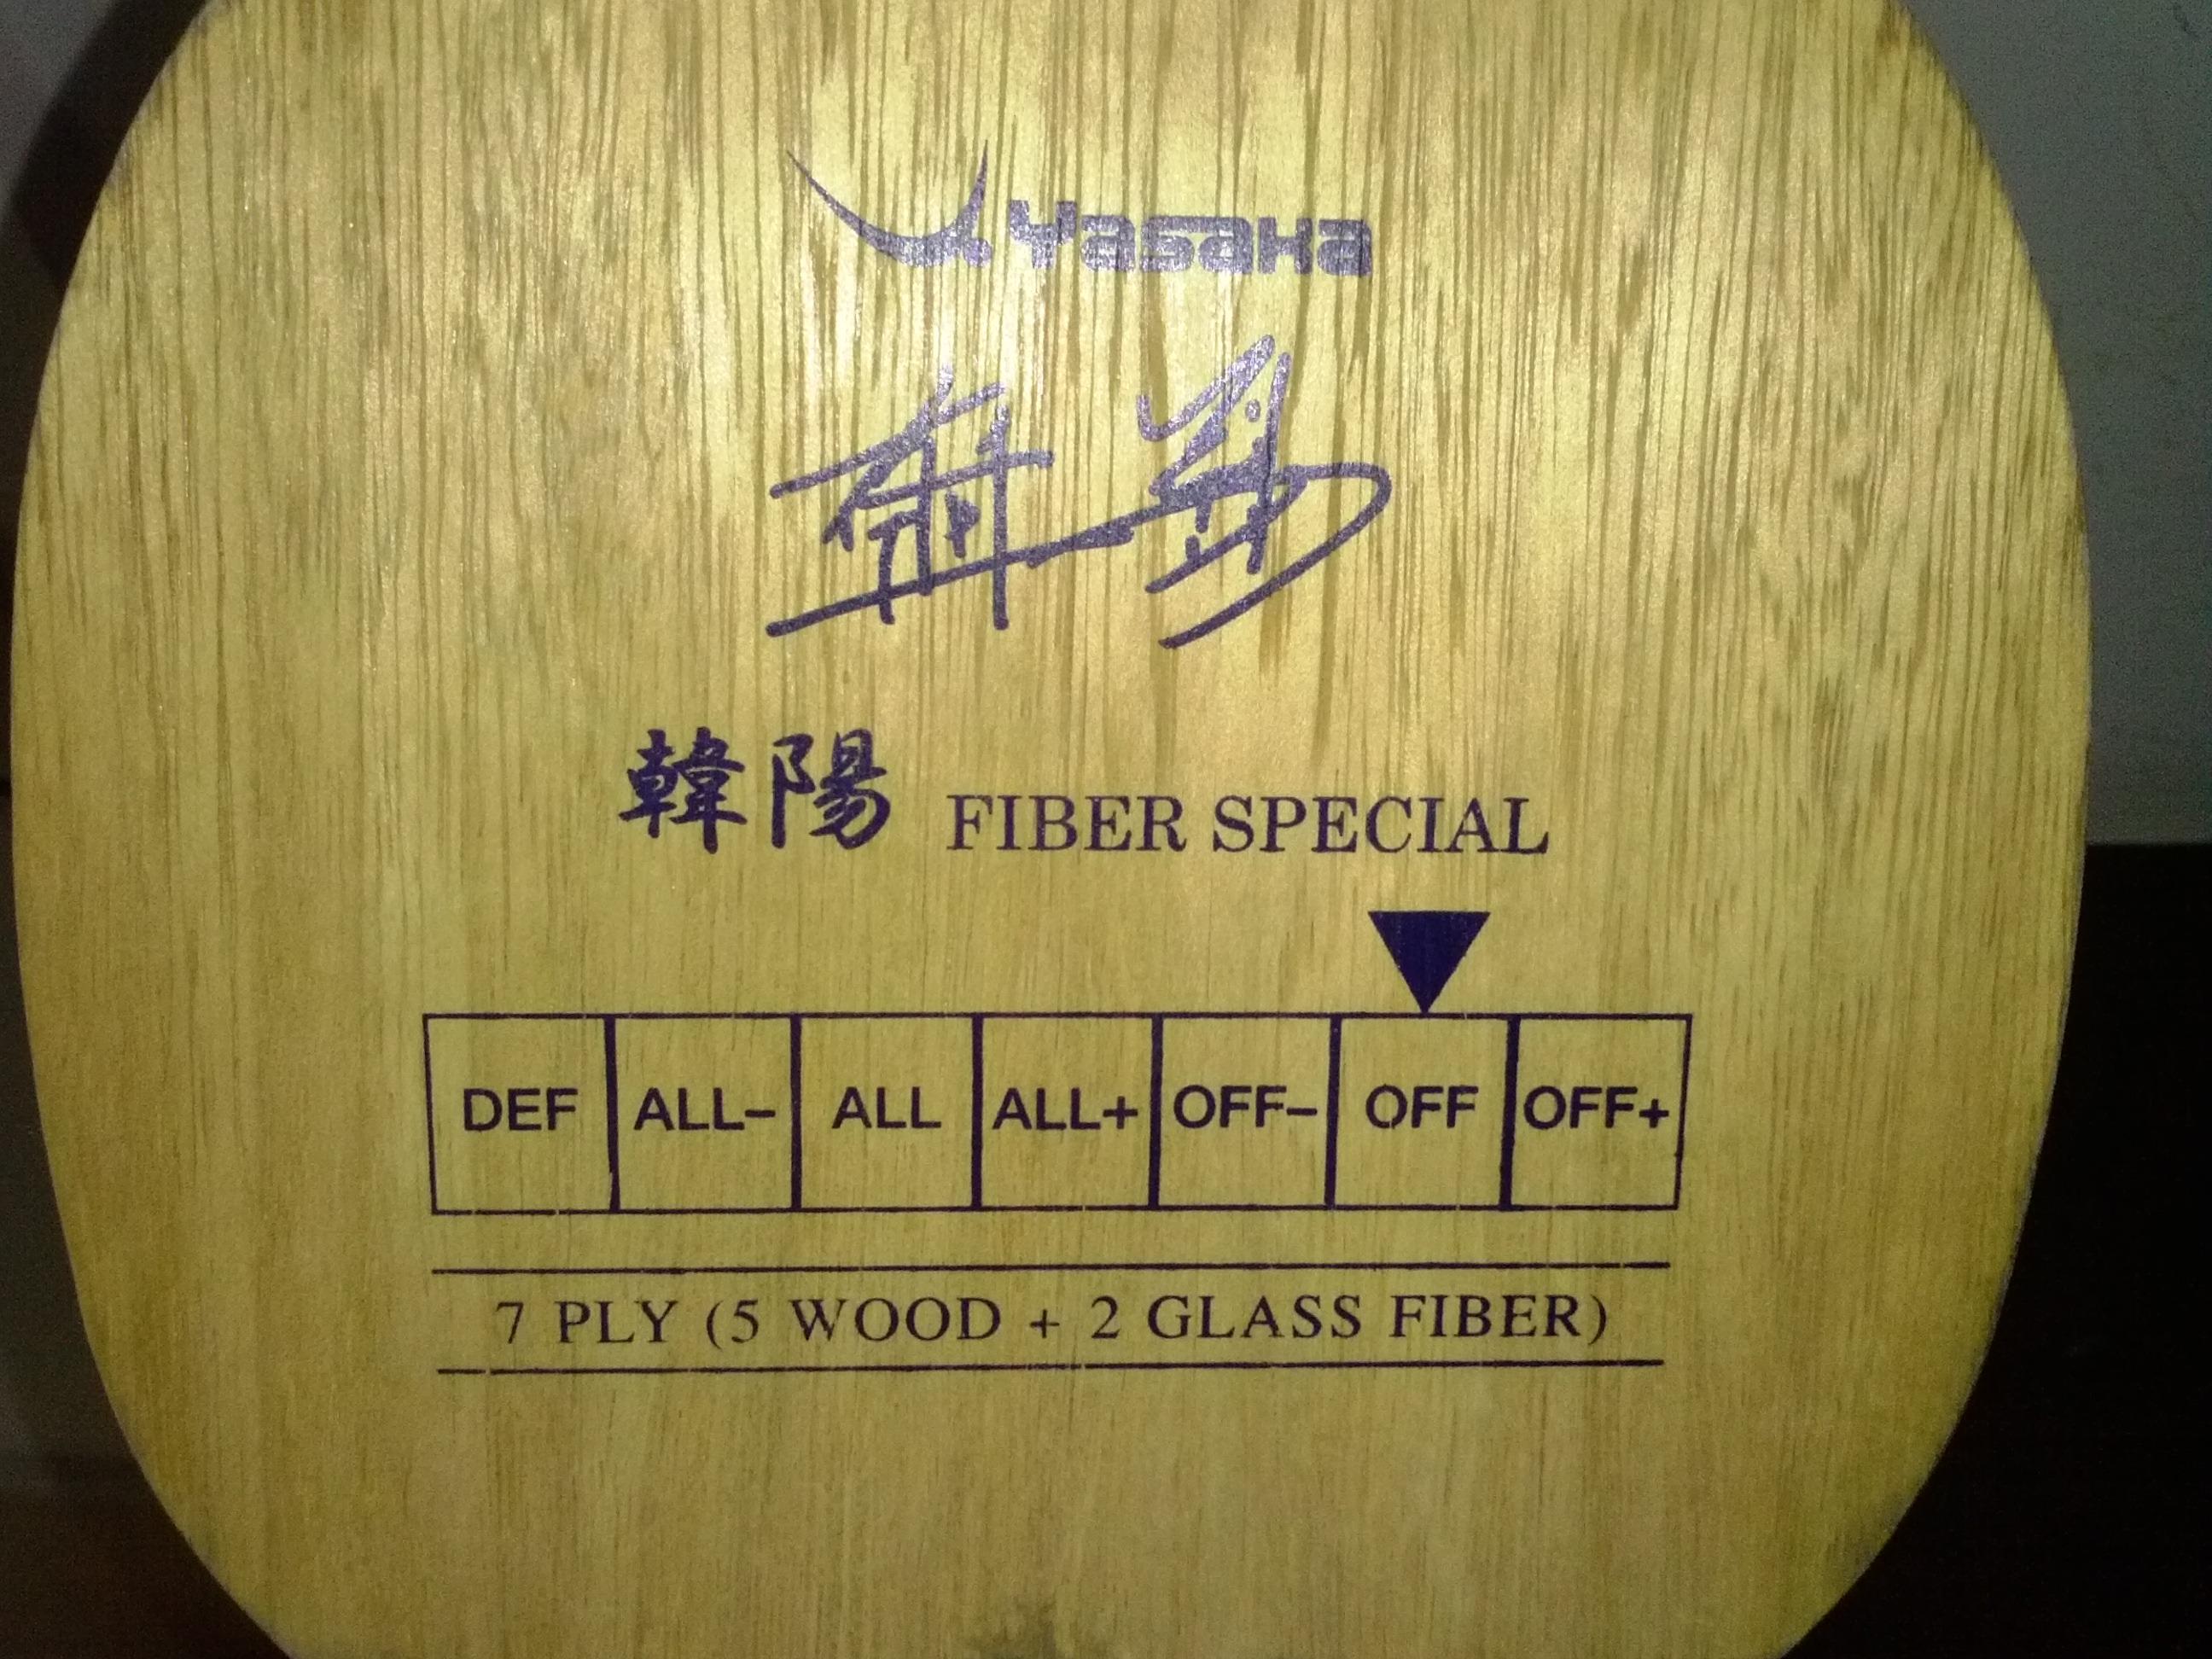 Yasaka
韓陽 FIBER SPECIAL
DEF ALL- ALL ALL+ OFF- OFF OFF+
7 PLY (5 WOOD + 2 GLASS FIBER)